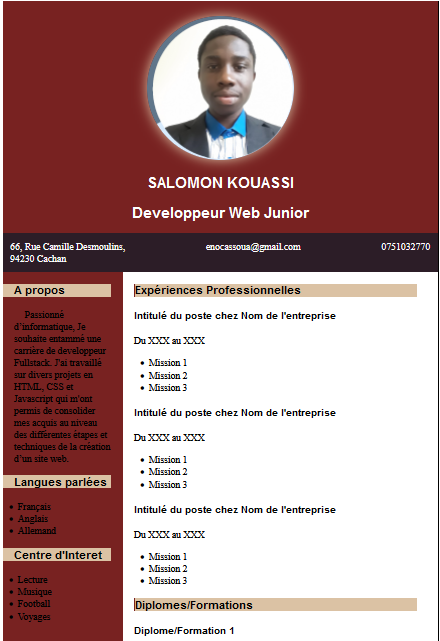 SALOMON KOUASSI
Developpeur Web Junior
66, Rue Camille Desmoulins,
94230 Cachan
enocassoua@gmail.com
0751032770
A propos
Passionné
d'informatique, Je
souhaite entammé une
carrière de developpeur
Fullstack. J'ai travaillé
sur divers projets en
HTML, CSS et
Javascript qui m'ont
permis de consolider
mes acquis au niveau
des différentes étapes et
techniques de la création
d'un site web.
Langues parlées
Français
Anglais
Allemand
Centre d'Interet
Lecture
Musique
Football
Voyages
Expériences Professionnelles
Intitulé du poste chez Nom de l'entreprise
Du XXX au XXX
Mission 1
Mission 2
Mission 3
Intitulé du poste chez Nom de l'entreprise
Du XXX au XXX
Mission 1
Mission 2
Mission 3
Intitulé du poste chez Nom de l'entreprise
Du XXX au XXX
Mission 1
Mission 2
Mission 3
Diplomes/Formations
Diplome/Formation 1